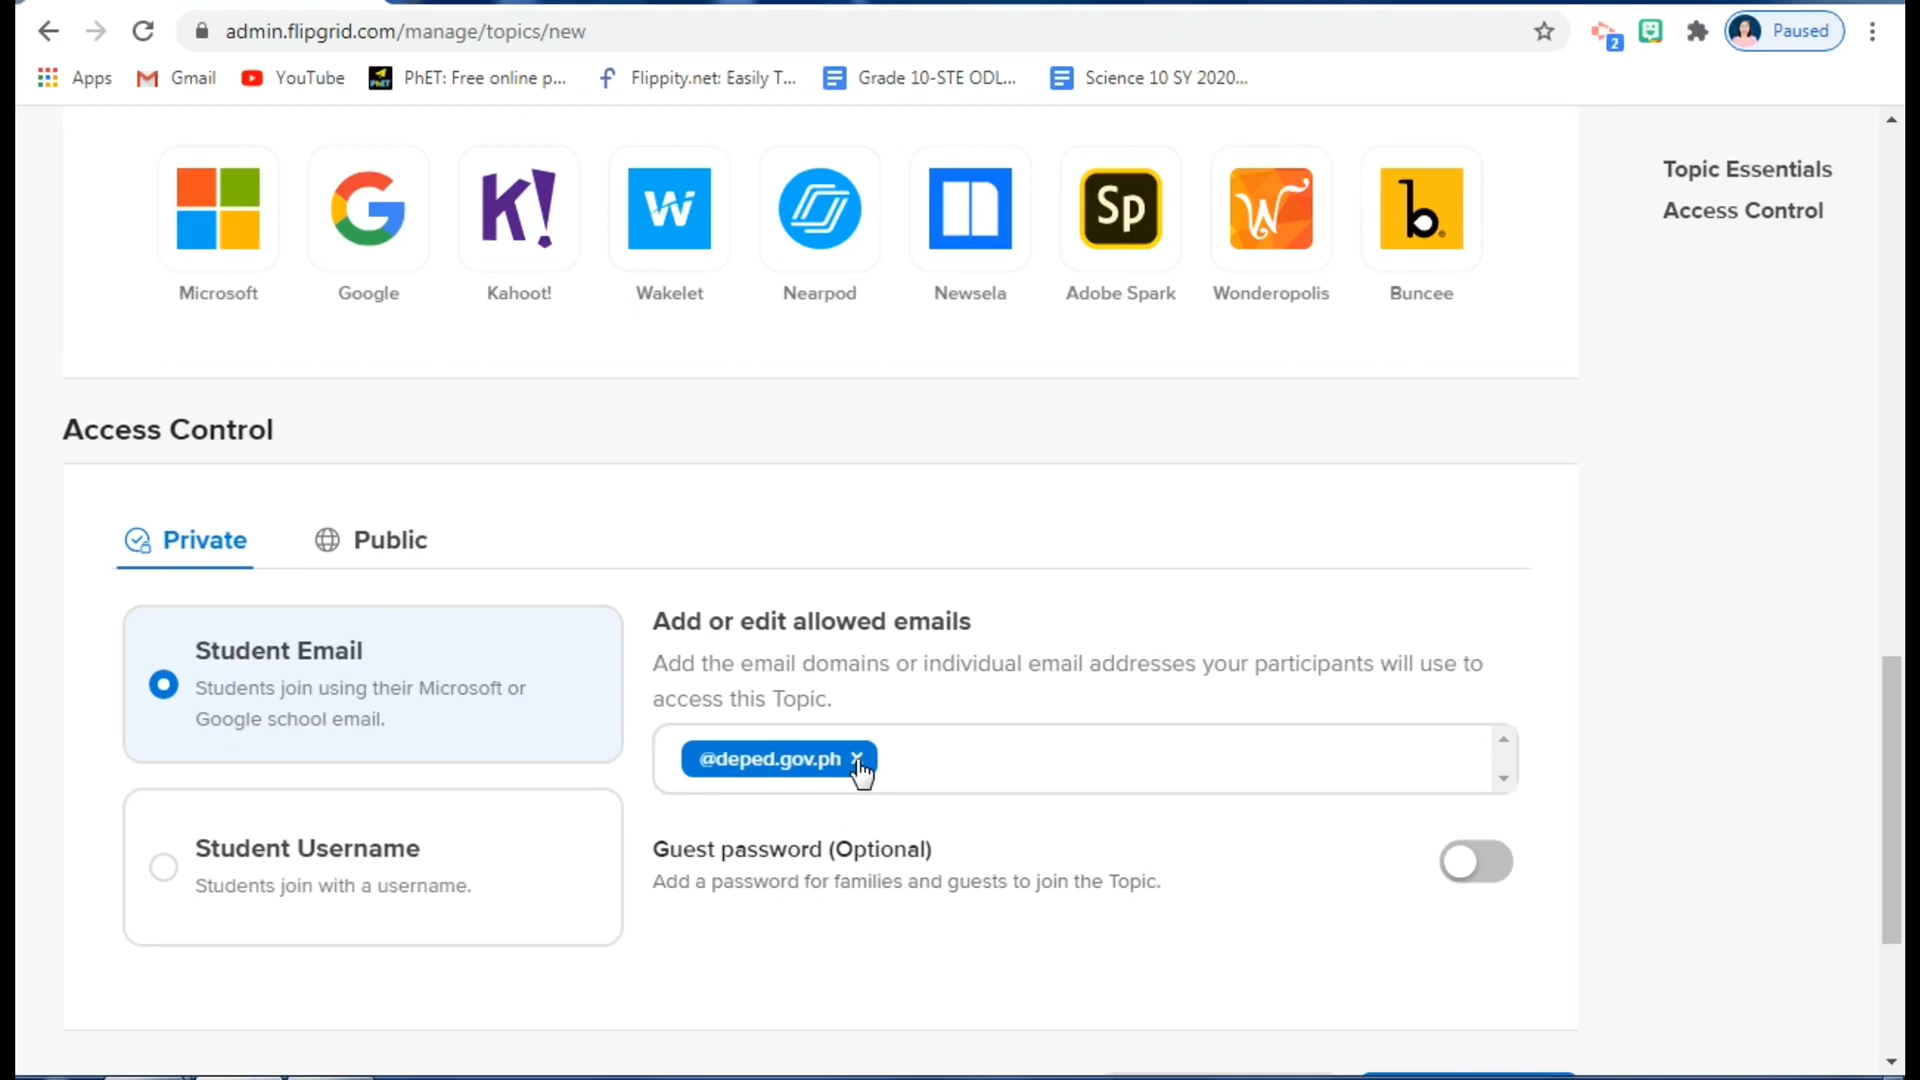 admin.flipgrid.com/manage/topics/new
2
Paused
Apps
Gmail
YouTube
PhET
PhET: Free online p...
Flippity.net: Easily T...
Grade 10-STE ODL...
Science 10 SY 2020...
K!
W
Sp
W
b
Microsoft
Google
Kahoot!
Wakelet
Nearpod
Newsela
Adobe Spark
Wonderopolis
Buncee
Topic Essentials
Access Control
Access Control
Private
Public
Student Email
Students join using their Microsoft or
Google school email.
Student Username
Students join with a username.
Add or edit allowed emails
Add the email domains or individual email addresses your participants will use to
access this Topic.
@deped.gov.ph
Guest password (Optional)
Add a password for families and guests to join the Topic.